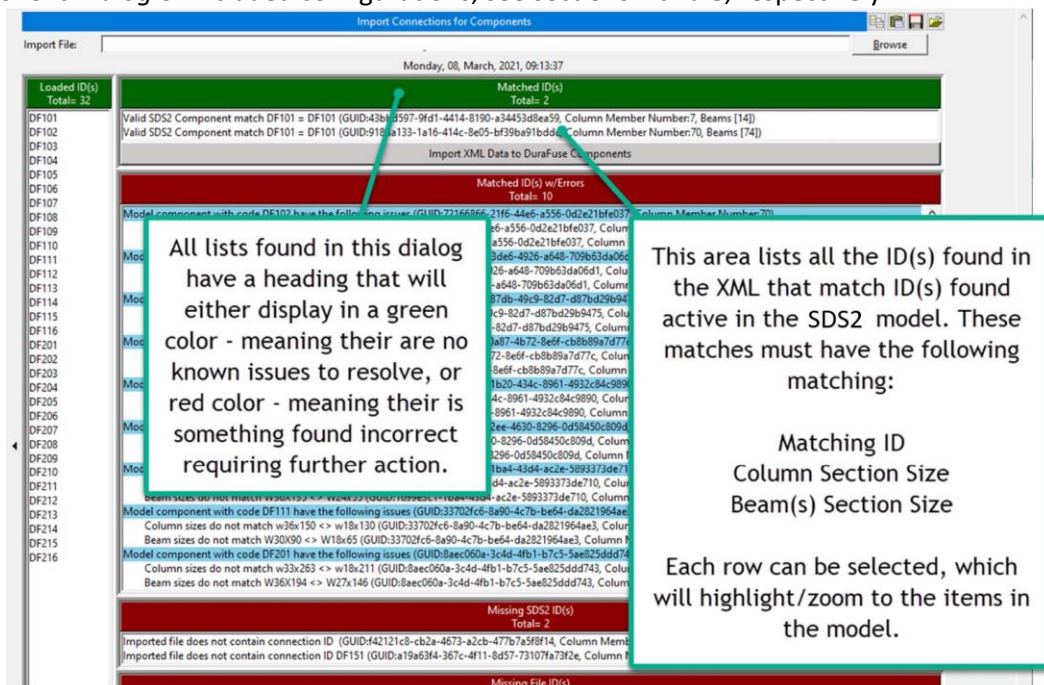 Import Connections for Components
Import File:
Browse
Monday, 08, March, 2021, 09:13:37
Loaded ID(s)
Total= 32
DF101
DF102
DF103
DF104
DF105
DF106
DF107
DF108
DF109
DF110
DF111
DF112
DF113
DF114
DF115
DF116
DF201
DF202
DF203
DF204
DF205
DF206
DF207
DF208
DF209
DF210
DF211
DF212
DF213
DF214
DF215
DF216
Matched ID(s)
Total= 2
Valid SDS2 Component match DF101 = DF101 Column Member Number:7, Beams [14])
Valid SDS2 Component match DF101 = DF101 Column Member Number:70, Beams [74])
Import XML Data to DuraFuse Components
Matched ID(s) w/Errors
Total= 10
Model component with code DF102 have the following issues (GUID:72166866-21f6-44e6-a556-0d2e21bfe037, Column Member Number:70)
Model component with code DF111 have the following issues (GUID:33702fc6-8a90-4c7b-be64-da2821964ae
Column sizes do not match w36x150 <> w18x130 (GUID:33702fc6-8a90-4c7b-be64-da2821964ae3, Colum
Beam sizes do not match W30X90 <> W18x65 (GUID:33702fc6-8a90-4c7b-be64-da2821964ae3, Column
Model component with code DF201 have the following issues (GUID:8aec060a-3c4d-4fb1-b7c5-5ae825ddd74
Column sizes do not match w33x263 <> w18x211 (GUID:8aec060a-3c4d-4fb1-b7c5-5ae825ddd743, Colum
Beam sizes do not match W36X194 <> W27x146 (GUID:8aec060a-3c4d-4fb1-b7c5-5ae825ddd743, Colum
Missing SDS2 ID(s)
Total= 2
Imported file does not contain connection ID (GUID:f42121c8-cb2a-4673-a2cb-477b7a5f8f14, Column Memb
Imported file does not contain connection ID DF151 (GUID:a19a63f4-367c-4f11-8d57-73107fa73f2e, Column
Missing File ID(s)
All lists found in this dialog
have a heading that will
either display in a green
color - meaning their are no
known issues to resolve, or
red color - meaning their is
something found incorrect
requiring further action.
This area lists all the ID(s) found in
the XML that match ID(s) found
active in the SDS2 model. These
matches must have the following
matching:
Matching ID
Column Section Size
Beam(s) Section Size
Each row can be selected, which
will highlight/zoom to the items in
the model.